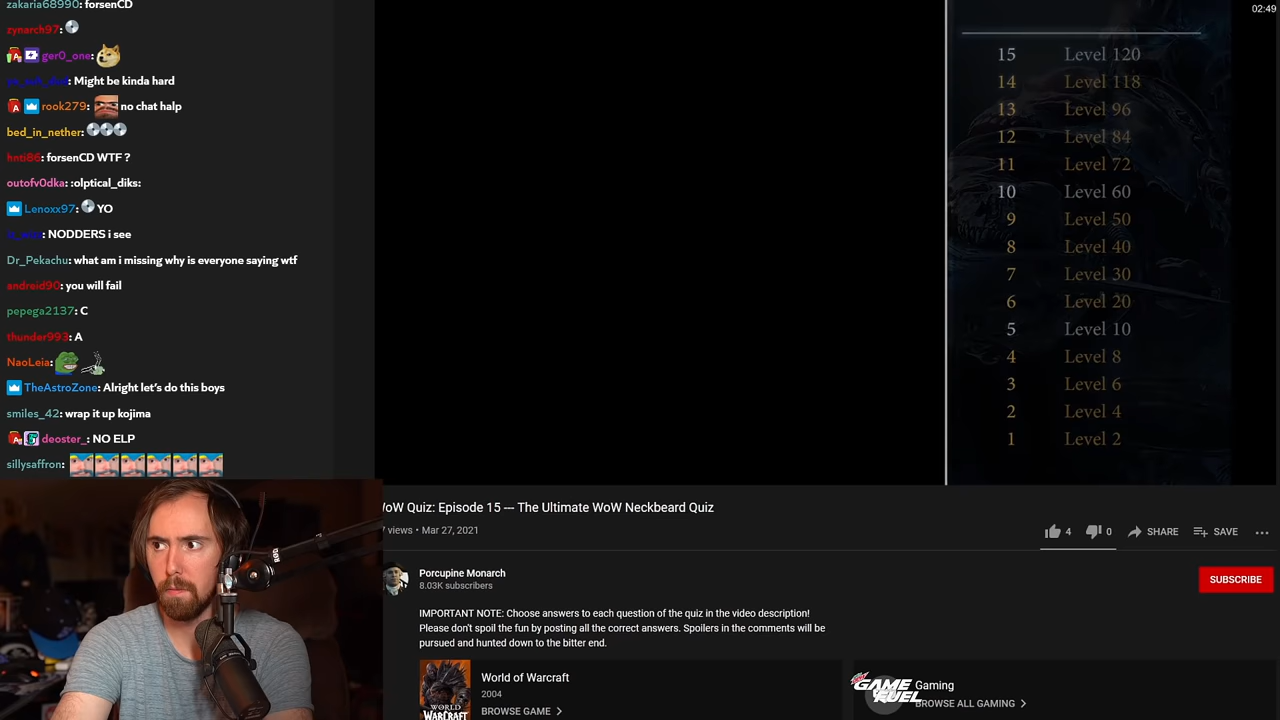 zakaria68990: forsenCD
zynarch97:
ger0_one:
: Might be kinda hard
rook279: no chat halp
bed_in_nether:
hnti86: forsenCD WTF ?
outofv0dka: :olptical_diks:
Lenoxx97: YO
: NODDERS i see
Dr_Pekachu: what am i missing why is everyone saying wtf
andreid90: you will fail
pepega2137: C
thunder993: A
NaoLeia:
TheAstroZone: Alright let's do this boys
smiles_42: wrap it up kojima
deoster_: NO ELP
sillysaffron:
02:49
15 Level 120
14 Level 118
13 Level 96
12 Level 84
11 Level 72
10 Level 60
9 Level 50
8 Level 40
7 Level 30
6 Level 20
5 Level 10
4 Level 8
3 Level 6
2 Level 4
1 Level 2
WoW Quiz: Episode 15 –– The Ultimate WoW Neckbeard Quiz
views • Mar 27, 2021
4 0 SHARE SAVE
Porcupine Monarch
8.03K subscribers
SUBSCRIBE
IMPORTANT NOTE: Choose answers to each question of the quiz in the video description!
Please don't spoil the fun by posting all the correct answers. Spoilers in the comments will be
pursued and hunted down to the bitter end.
World of Warcraft
2004
BROWSE GAME
WORLD
WARCRAFT
GAME FUEL
Gaming
BROWSE ALL GAMING